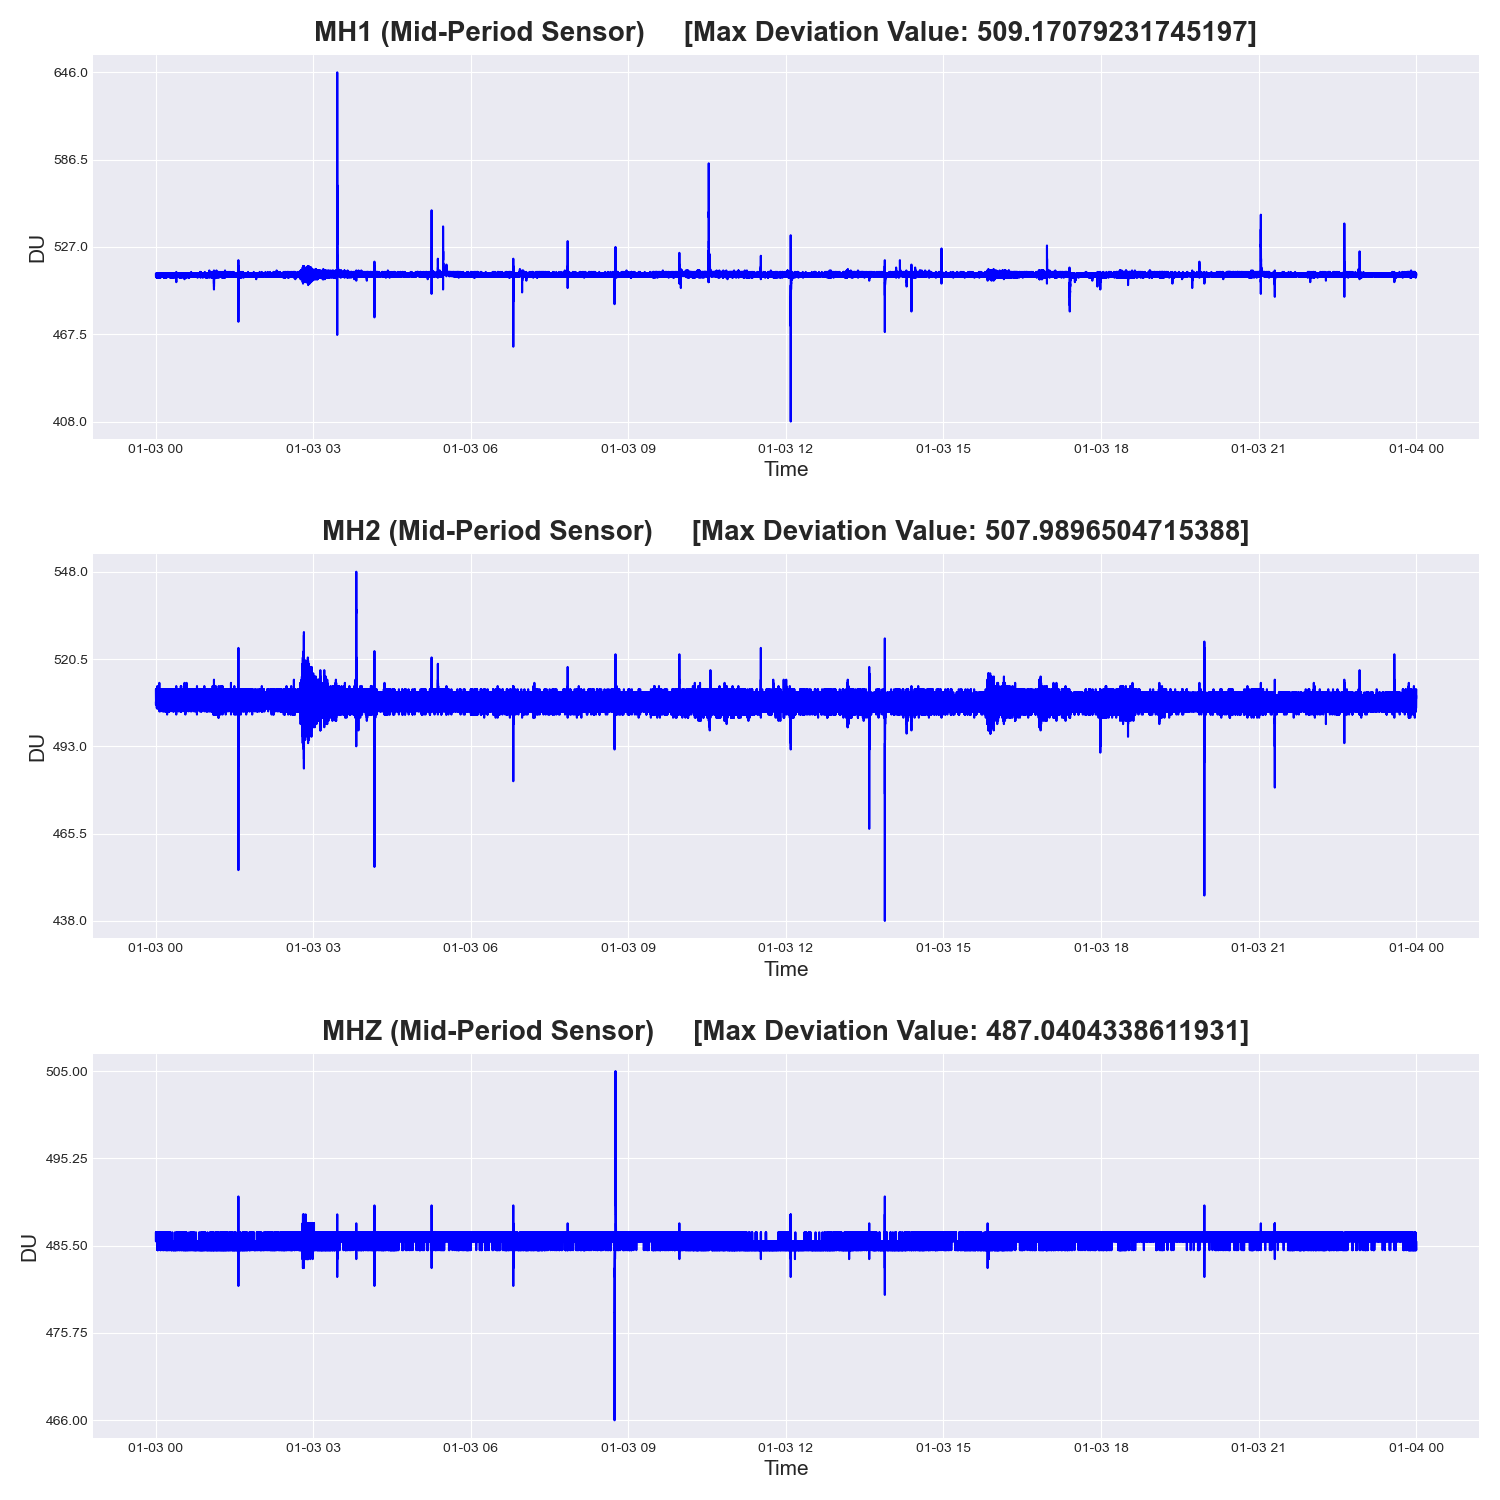 MH1 (Mid-Period Sensor) [Max Deviation Value: 509.17079231745197]
646.0
586.5
527.0
467.5
408.0
DU
01-03 00 01-03 03 01-03 06 01-03 09 01-03 12 01-03 15 01-03 18 01-03 21 01-04 00
Time
MH2 (Mid-Period Sensor) [Max Deviation Value: 507.9896504715388]
548.0
520.5
493.0
465.5
438.0
DU
01-03 00 01-03 03 01-03 06 01-03 09 01-03 12 01-03 15 01-03 18 01-03 21 01-04 00
Time
MHZ (Mid-Period Sensor) [Max Deviation Value: 487.0404338611931]
505.00
495.25
485.50
475.75
466.00
DU
01-03 00 01-03 03 01-03 06 01-03 09 01-03 12 01-03 15 01-03 18 01-03 21 01-04 00
Time